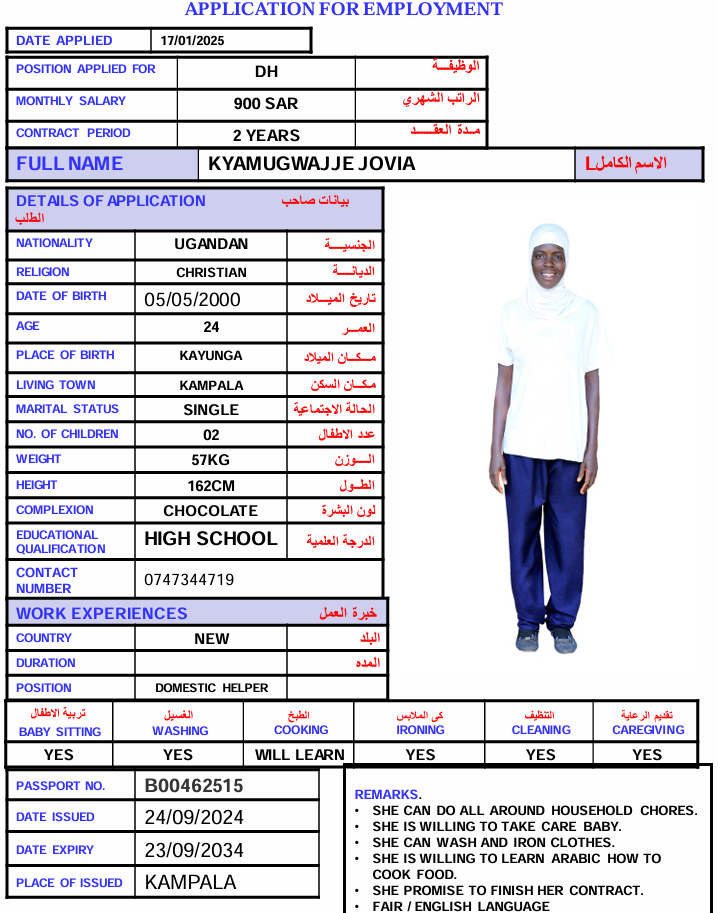 APPLICATION FOR EMPLOYMENT
DATE APPLIED 17/01/2025
POSITION APPLIED FOR DH الوظيفـــة
MONTHLY SALARY 900 SAR الراتب الشهري
CONTRACT PERIOD 2 YEARS مـدة العقـــد
FULL NAME KYAMUGWAJJE JOVIA الاسم الكاملL
DETAILS OF APPLICATION بيانات صاحب
الطلب
NATIONALITY UGANDAN الجنسيـــة
RELIGION CHRISTIAN الديانـــة
DATE OF BIRTH 05/05/2000 تاريخ الميـــلاد
AGE 24 العمــر
PLACE OF BIRTH KAYUNGA مـــكـــان الميلاد
LIVING TOWN KAMPALA مـكـــان السكن
MARITAL STATUS SINGLE الحالة الاجتماعية
NO. OF CHILDREN 02 عدد الاطفال
WEIGHT 57KG الــــوزن
HEIGHT 162CM الطــول
COMPLEXION CHOCOLATE لون البشرة
EDUCATIONAL QUALIFICATION HIGH SCHOOL الدرجة العلمية
CONTACT NUMBER 0747344719
WORK EXPERIENCES خبرة العمل
COUNTRY NEW البلد
DURATION المده
POSITION DOMESTIC HELPER
تربية الاطفال الغسيل الطبخ كى الملابس التنظيف تقديم الرعاية
BABY SITTING WASHING COOKING IRONING CLEANING CAREGIVING
YES YES WILL LEARN YES YES YES
PASSPORT NO. B00462515
DATE ISSUED 24/09/2024
DATE EXPIRY 23/09/2034
PLACE OF ISSUED KAMPALA
REMARKS.
• SHE CAN DO ALL AROUND HOUSEHOLD CHORES.
• SHE IS WILLING TO TAKE CARE BABY.
• SHE CAN WASH AND IRON CLOTHES.
• SHE IS WILLING TO LEARN ARABIC HOW TO
COOK FOOD.
• SHE PROMISE TO FINISH HER CONTRACT.
• FAIR / ENGLISH LANGUAGE